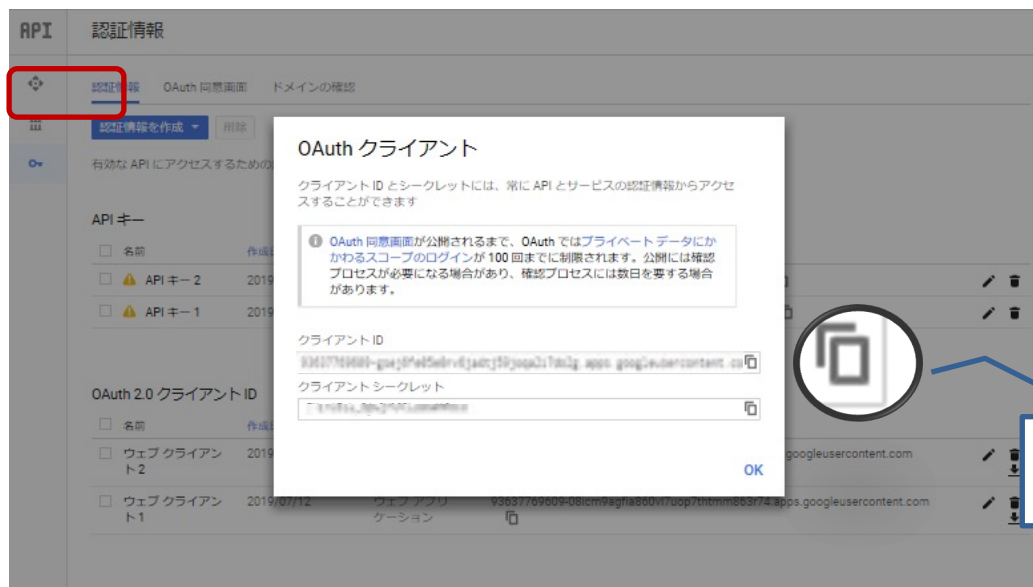 API 認証情報
認証情報 OAuth 同意画面 ドメインの確認
認証情報を作成 削除
有効な API にアクセスするための
API キー
名前 作成
API キー 2 2019
API キー 1 2019
OAuth 2.0 クライアント ID
名前 作成
ウェブ クライアン
ト 2
2019
googleusercontent.com
ウェブ クライアン
ト 1
2019/07/12
ウェブ アプリ
ケーション
apps.googleusercontent.com
OAuth クライアント
クライアント ID とシークレットには、常に API とサービスの認証情報からアクセ
スすることができます
OAuth 同意画面が公開されるまで、OAuth ではプライベート データにか
かわるスコープのログインが 100 回までに制限されます。公開には確認
プロセスが必要になる場合があり、確認プロセスには数日を要する場合
があります。
クライアント ID
apps.googleusercontent.co
クライアント シークレット
OK